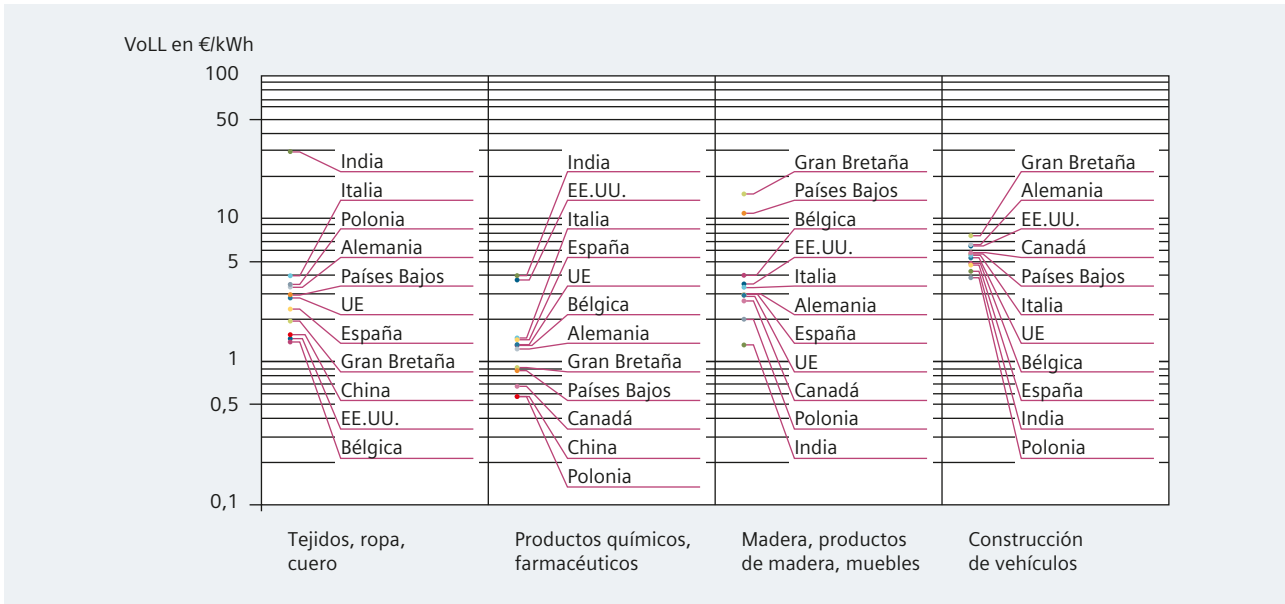 VoLL en €/kWh
100
50
10
5
1
0,5
0,1
India
Italia
Polonia
Alemania
Países Bajos
UE
España
Gran Bretaña
China
EE.UU.
Bélgica
India
EE.UU.
Italia
España
UE
Bélgica
Alemania
Gran Bretaña
Países Bajos
Canadá
China
Polonia
Gran Bretaña
Países Bajos
Bélgica
EE.UU.
Italia
Alemania
España
UE
Canadá
Polonia
India
Gran Bretaña
Alemania
EE.UU.
Canadá
Países Bajos
Italia
UE
Bélgica
España
India
Polonia
Tejidos, ropa,
cuero
Productos químicos,
farmacéuticos
Madera, productos
de madera, muebles
Construcción
de vehículos